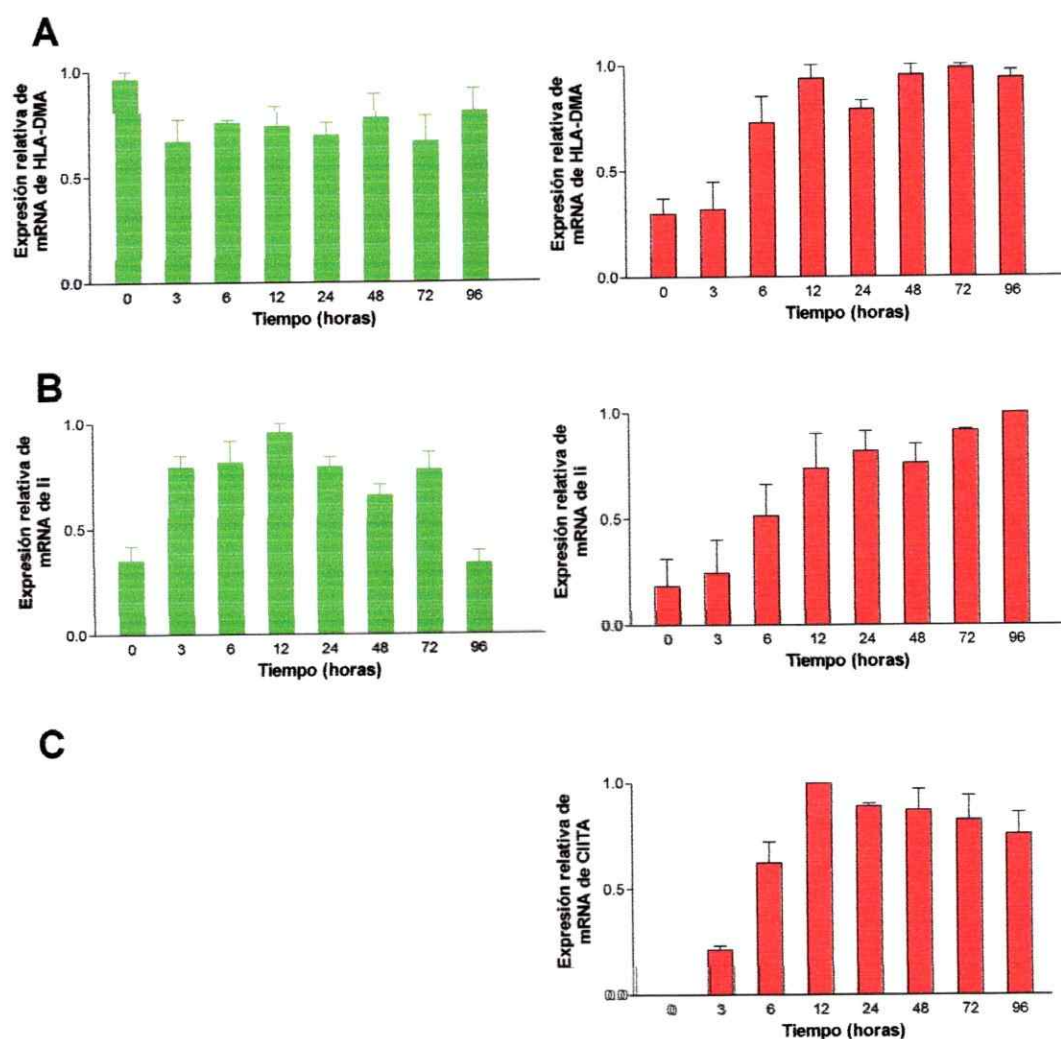 A
Expresión relativa de
mRNA de HLA-DMA
1.0
0.5
0.0
0 3 6 12 24 48 72 96
Tiempo (horas)
Expresión relativa de
mRNA de HLA-DMA
1.0
0.5
0.0
0 3 6 12 24 48 72 96
Tiempo (horas)
B
Expresión relativa de
mRNA de Ii
1.0
0.5
0.0
0 3 6 12 24 48 72 96
Tiempo (horas)
Expresión relativa de
mRNA de Ii
1.0
0.5
0.0
0 3 6 12 24 48 72 96
Tiempo (horas)
C
Expresión relativa de
mRNA de CIITA
1.0
0.5
0.0
0 3 6 12 24 48 72 96
Tiempo (horas)